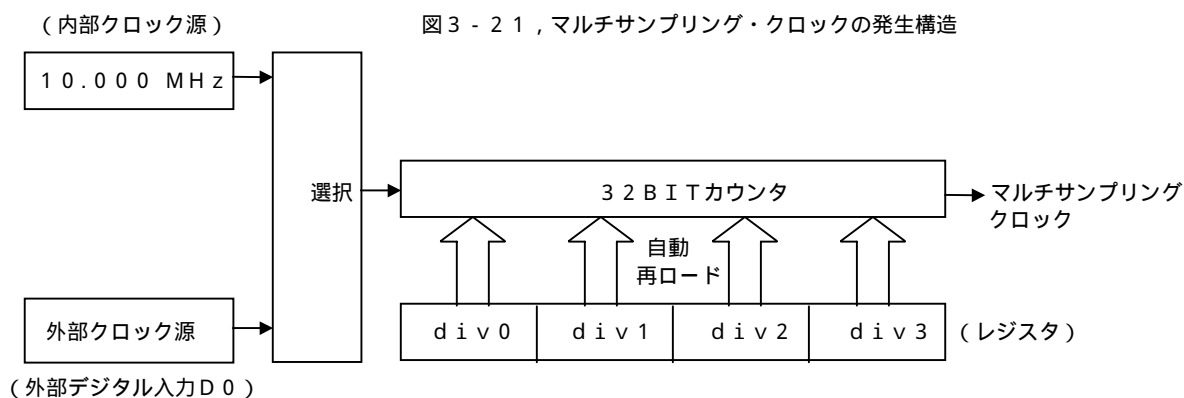 (内部クロック源)
図3-21,マルチサンプリング・クロックの発生構造
10.000 MHz
選択
32BITカウンタ
マルチサンプリング
クロック
自動
再ロード
外部クロック源
div0 div1 div2 div3 (レジスタ)
(外部デジタル入力D0)